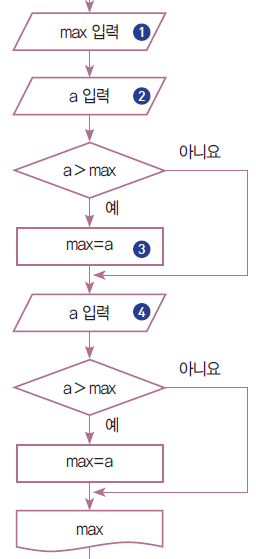 max 입력 1
a 입력 2
a > max
아니요
예
max=a 3
a 입력 4
a > max
아니요
예
max=a
max